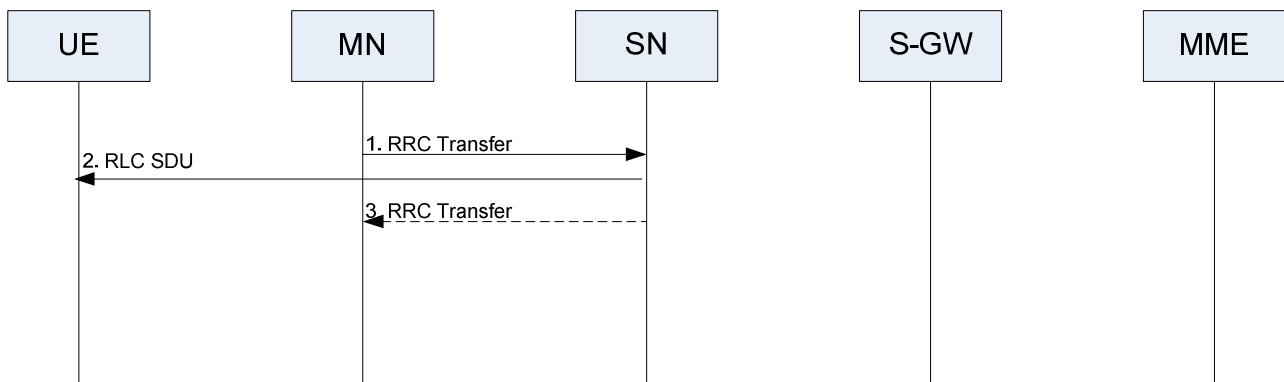 UE
MN
SN
S-GW
MME
1. RRC Transfer
2. RLC SDU
3. RRC Transfer